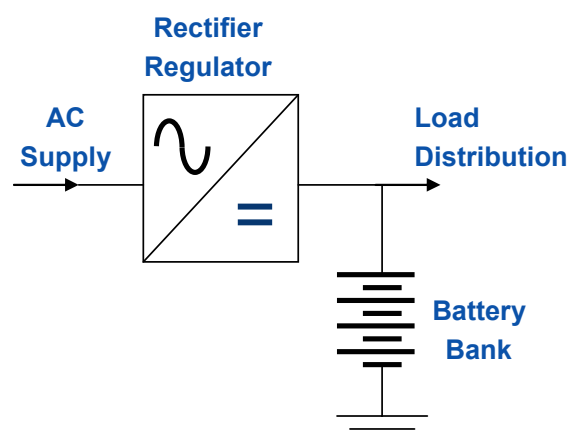 Rectifier
Regulator
AC
Supply
Load
Distribution
Battery
Bank